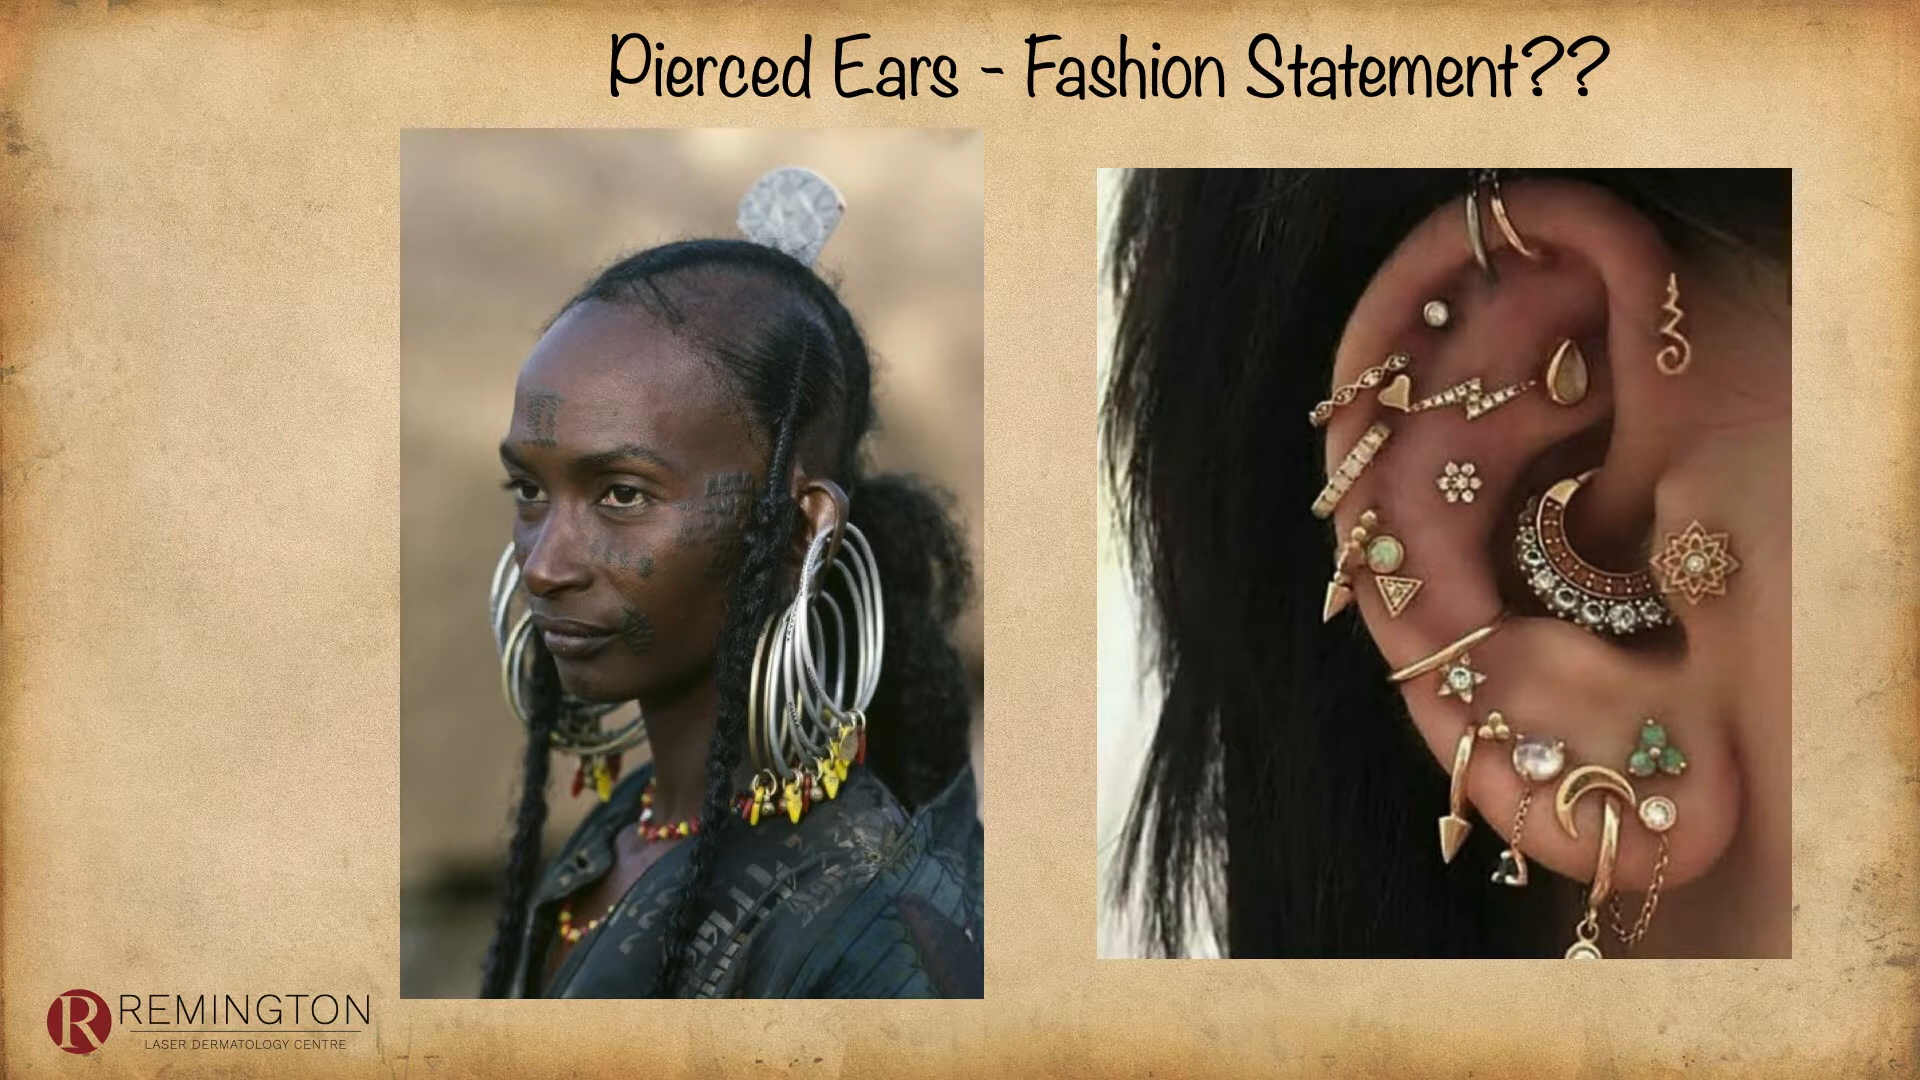 Pierced Ears - Fashion Statement??
R REMINGTON
LASER DERMATOLOGY CENTRE